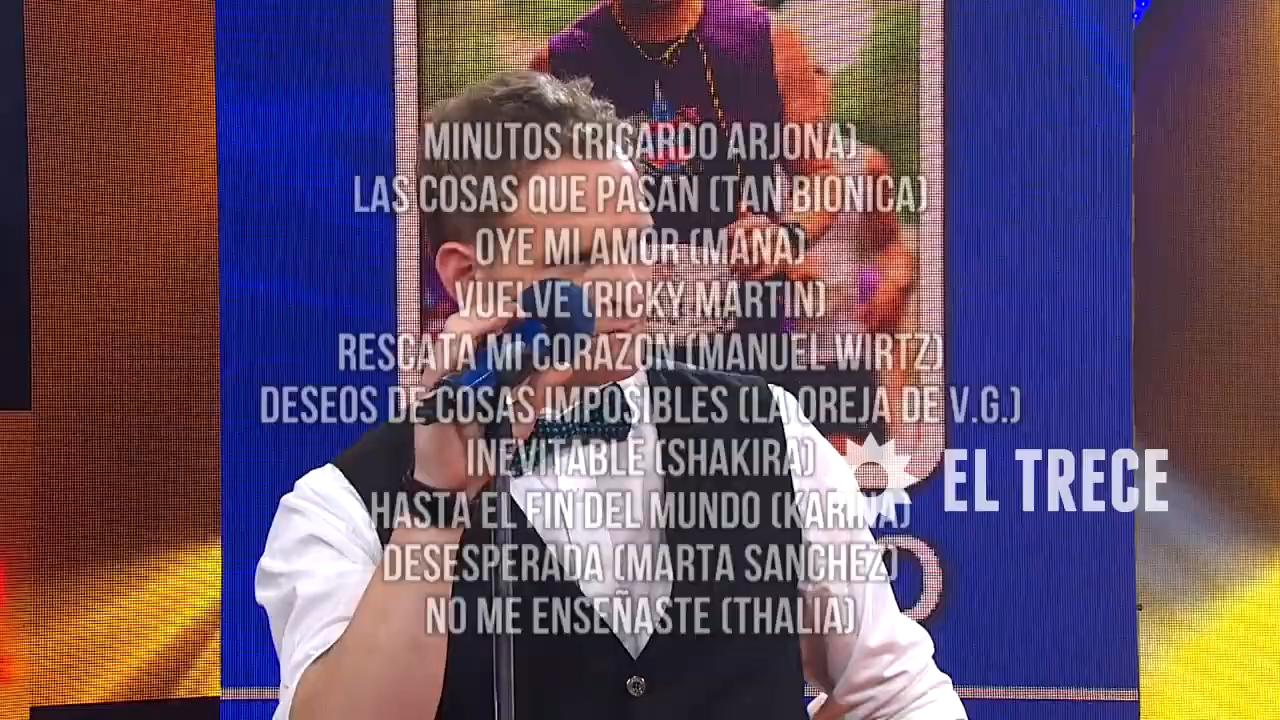 MINUTOS (RICARDO ARJONA)
LAS COSAS QUE PASAN (TAN BIONICA)
OYE MI AMOR (MANA)
VUELVE (RICKY MARTIN)
RESCATA MI CORAZON (MANUEL WIRTZ)
DESEOS DE COSAS IMPOSIBLES (LA OREJA DE V.G.)
INEVITABLE (SHAKIRA)
EL TRECE
HASTA EL FIN DEL MUNDO (KARINA)
DESESPERADA (MARTA SANCHEZ)
NO ME ENSEÑASTE (THALIA)